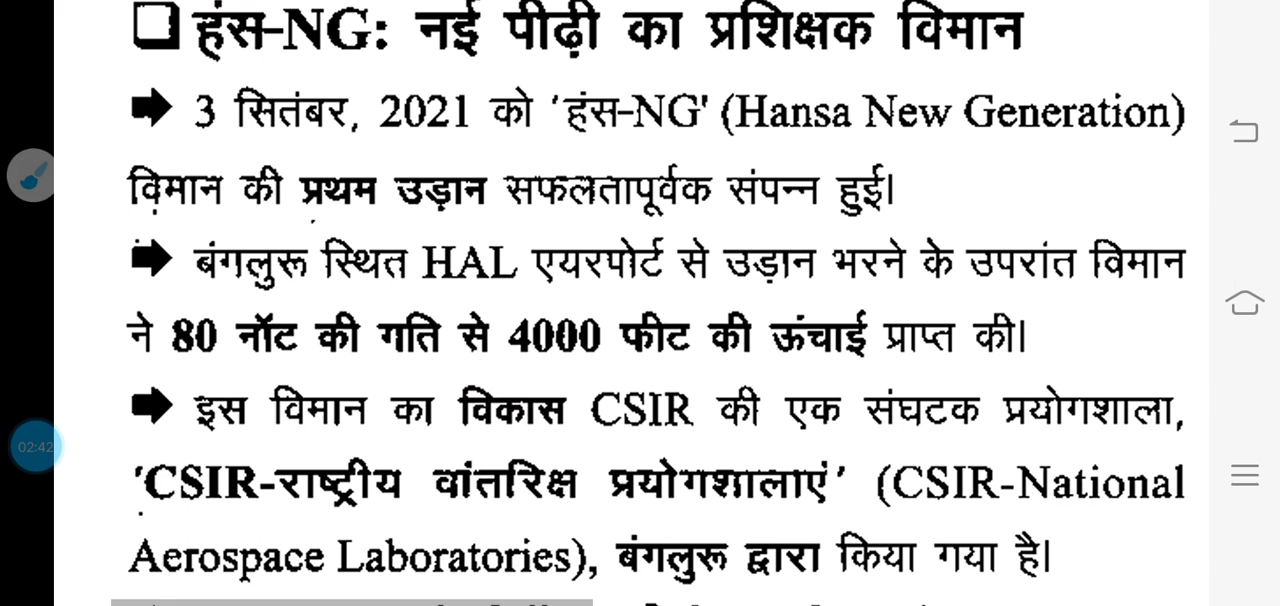 ❑ हंस-NG: नई पीढ़ी का प्रशिक्षक विमान
➡ 3 सितंबर, 2021 को 'हंस-NG' (Hansa New Generation)
विमान की प्रथम उड़ान सफलतापूर्वक संपन्न हुई।
➡ बंगलुरू स्थित HAL एयरपोर्ट से उड़ान भरने के उपरांत विमान
ने 80 नॉट की गति से 4000 फीट की ऊंचाई प्राप्त की।
➡ इस विमान का विकास CSIR की एक संघटक प्रयोगशाला,
02:42
'CSIR-राष्ट्रीय वांतरिक्ष प्रयोगशालाएं' (CSIR-National
Aerospace Laboratories), बंगलुरू द्वारा किया गया है।